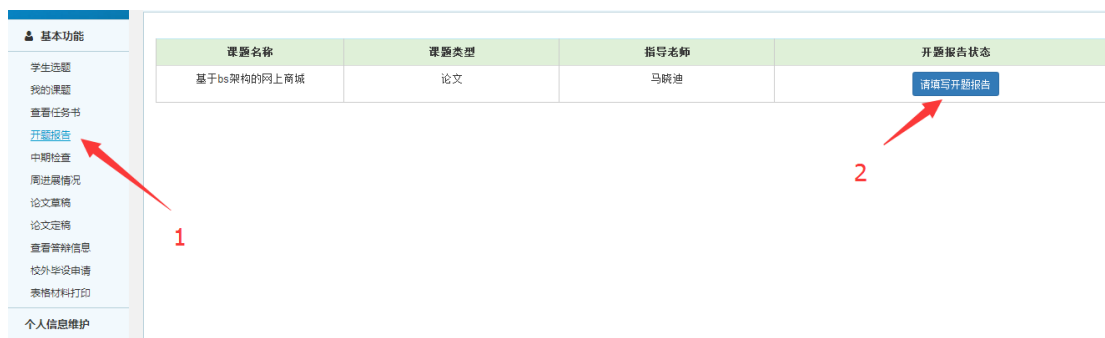 基本功能
学生选题
我的课题
查看任务书
开题报告
中期检查
周进展情况
论文草稿
论文定稿
查看答辩信息
校外毕设申请
表格材料打印
个人信息维护
课题名称 课题类型 指导老师 开题报告状态
基于bs架构的网上商城 论文 马晓迪 请填写开题报告
1
2